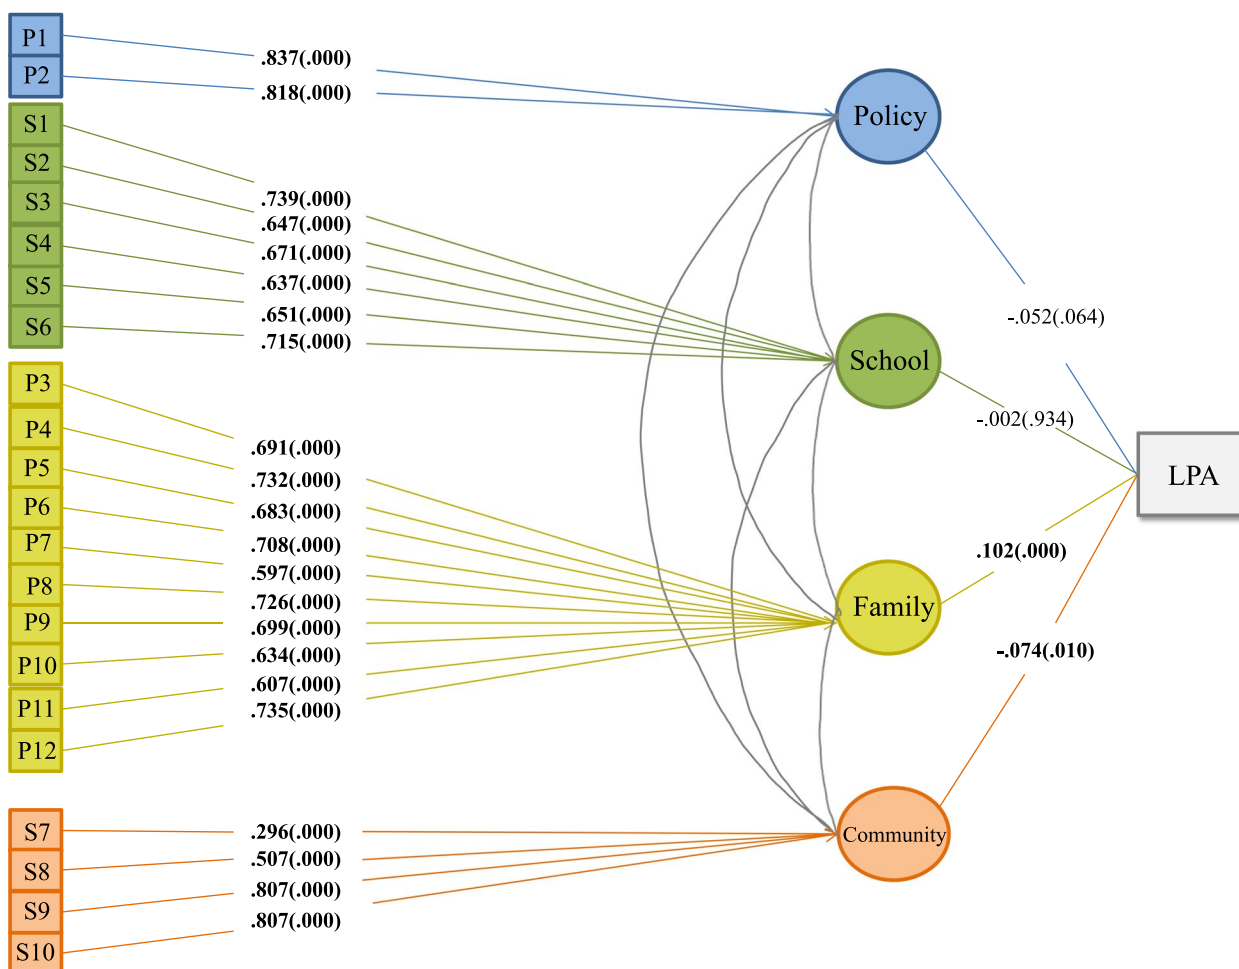 P1
P2
.837(.000)
.818(.000)
Policy
S1
S2
S3
S4
S5
S6
.739(.000)
.647(.000)
.671(.000)
.637(.000)
.651(.000)
.715(.000)
School
-.052(.064)
-.002(.934)
LPA
P3
P4
P5
P6
P7
P8
P9
P10
P11
P12
.691(.000)
.732(.000)
.683(.000)
.708(.000)
.597(.000)
.726(.000)
.699(.000)
.634(.000)
.607(.000)
.735(.000)
Family
.102(.000)
-.074(.010)
S7
S8
S9
S10
.296(.000)
.507(.000)
.807(.000)
.807(.000)
Community